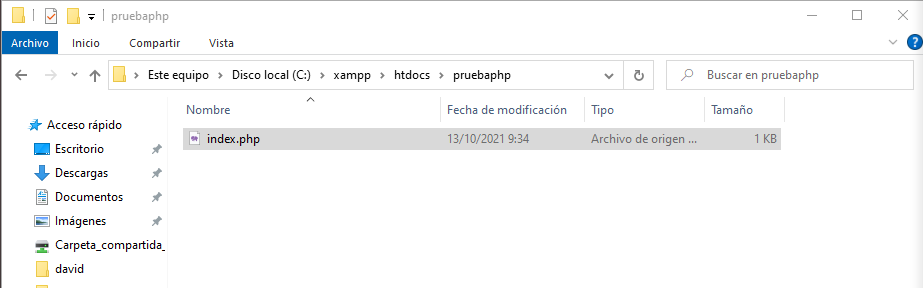 pruebaphp
Archivo Inicio Compartir Vista
Este equipo Disco local (C:) xampp htdocs pruebaphp Buscar en pruebaphp
Nombre Fecha de modificación Tipo Tamaño
Acceso rápido index.php 13/10/2021 9:34 Archivo de origen ... 1 KB
Escritorio
Descargas
Documentos
Imágenes
Carpeta_compartida_
david